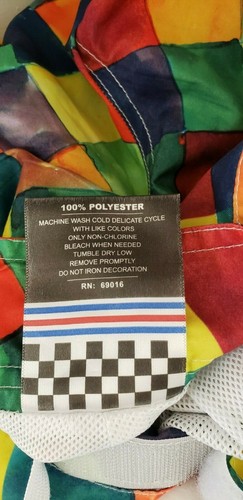 100% POLYESTER
MACHINE WASH COLD DELICATE CYCLE
WITH LIKE COLORS
ONLY NON-CHLORINE
BLEACH WHEN NEEDED
TUMBLE DRY LOW
REMOVE PROMPTLY
DO NOT IRON DECORATION
RN: 69016